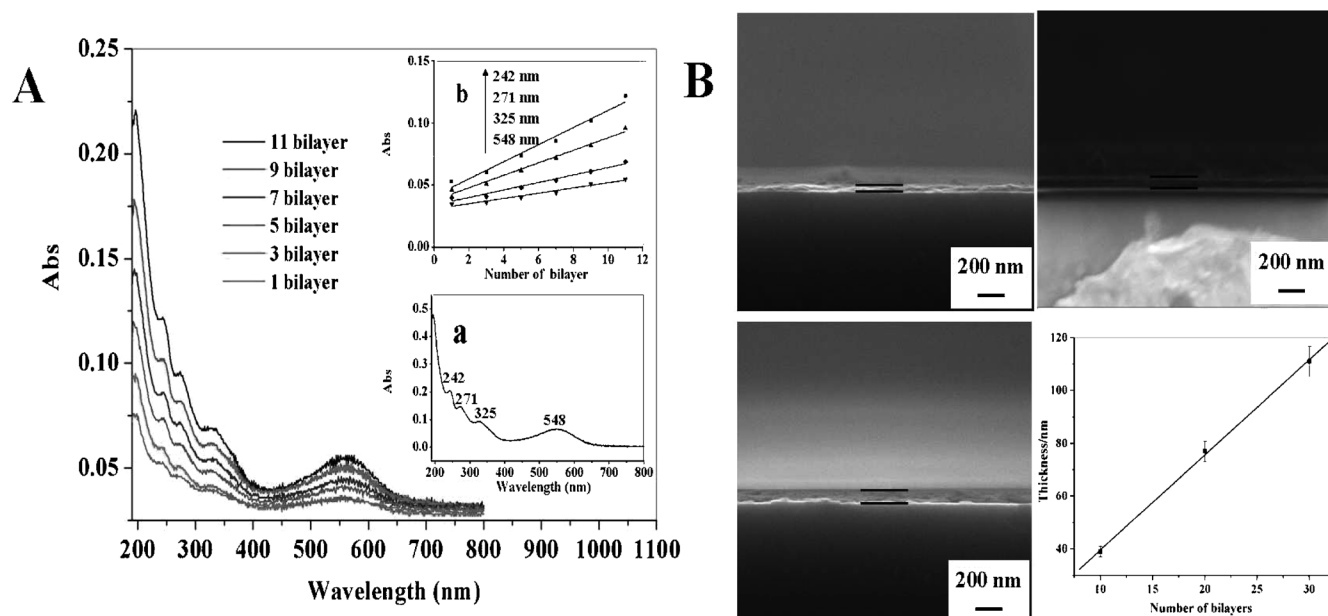 A
0.25
0.20
0.15
0.10
0.05
Abs
200 300 400 500 600 700 800 900 1000 1100
Wavelength (nm)
11 bilayer
9 bilayer
7 bilayer
5 bilayer
3 bilayer
1 bilayer
0.15
0.10
0.05
0.00
Abs
b
242 nm
271 nm
325 nm
548 nm
0 2 4 6 8 10 12
Number of bilayer
0.5
0.4
0.3
0.2
0.1
0.0
Abs
a
242
271
325
548
200 300 400 500 600 700 800
Wavelength (nm)
B
200 nm
200 nm
200 nm
120
100
80
60
40
Thickness/nm
10 15 20 25 30
Number of bilayers